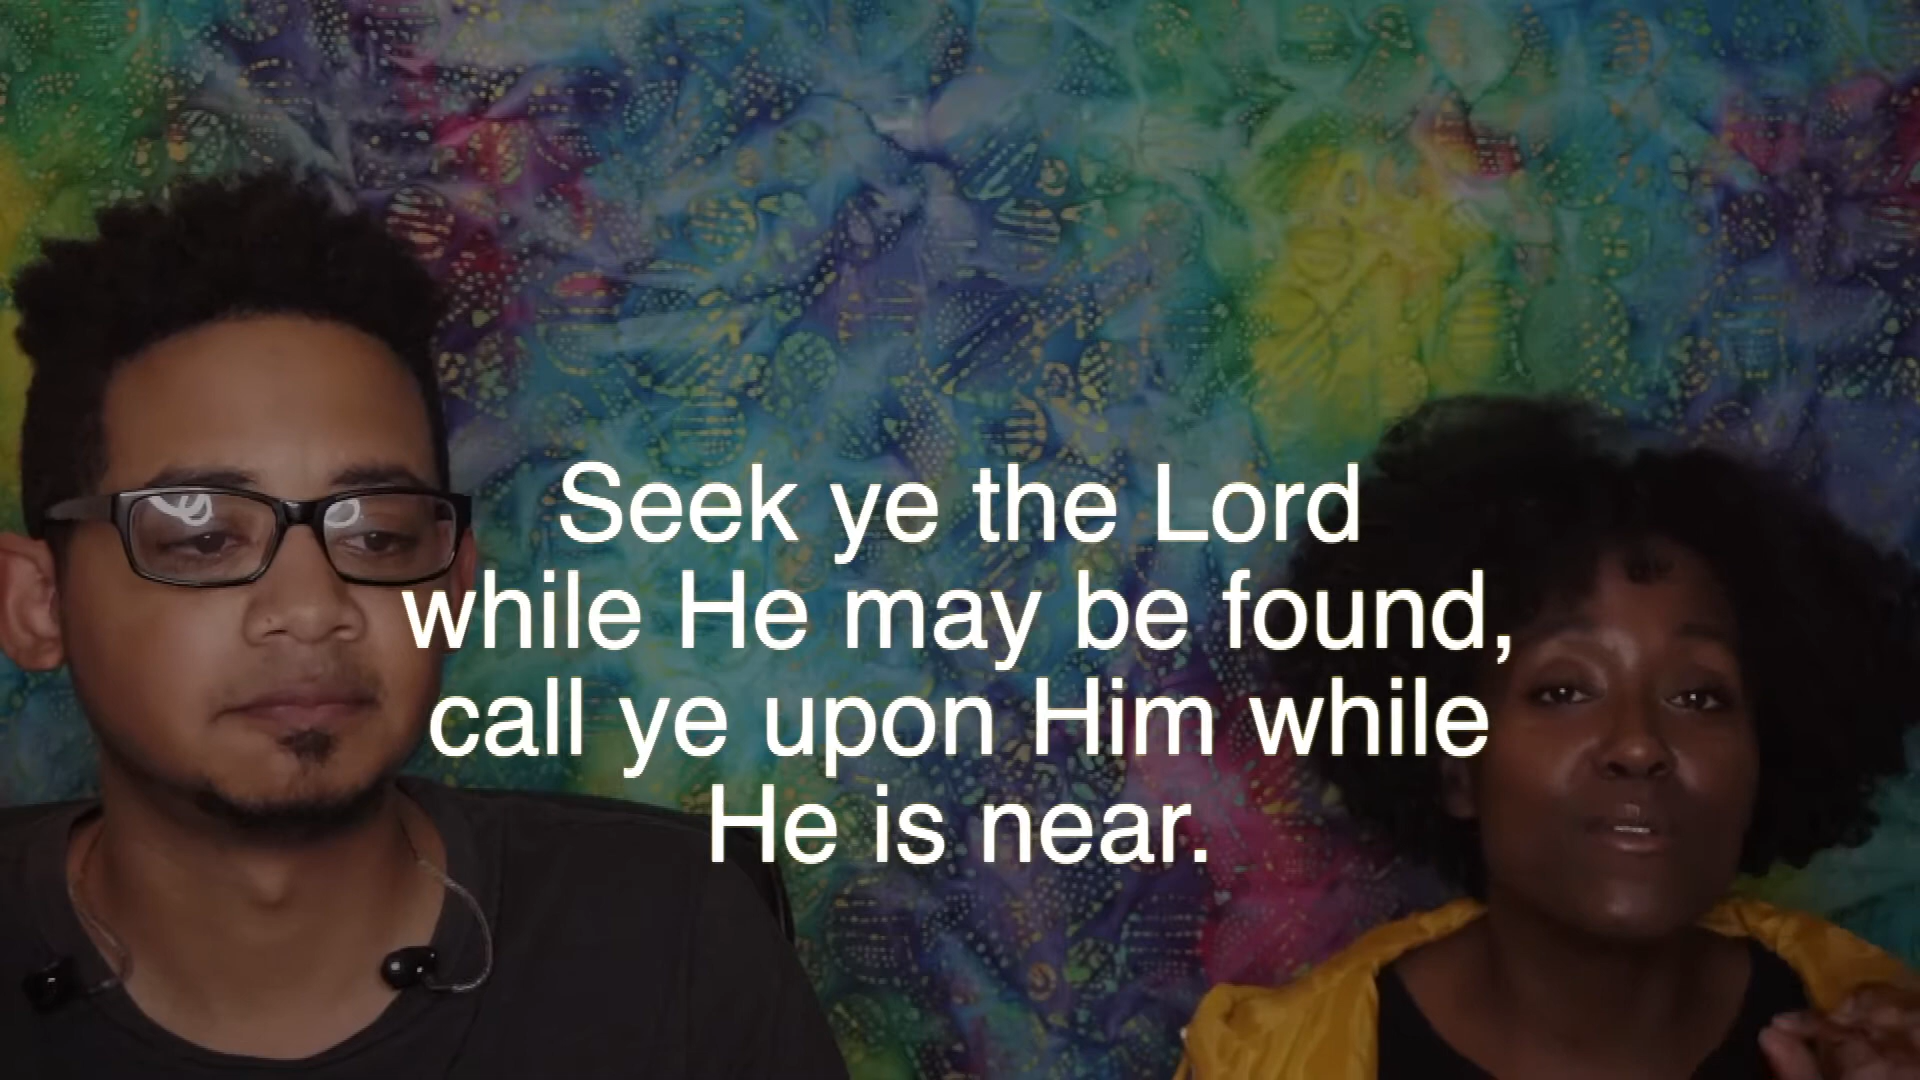 Seek ye the Lord
while He may be found,
call ye upon Him while
He is near.